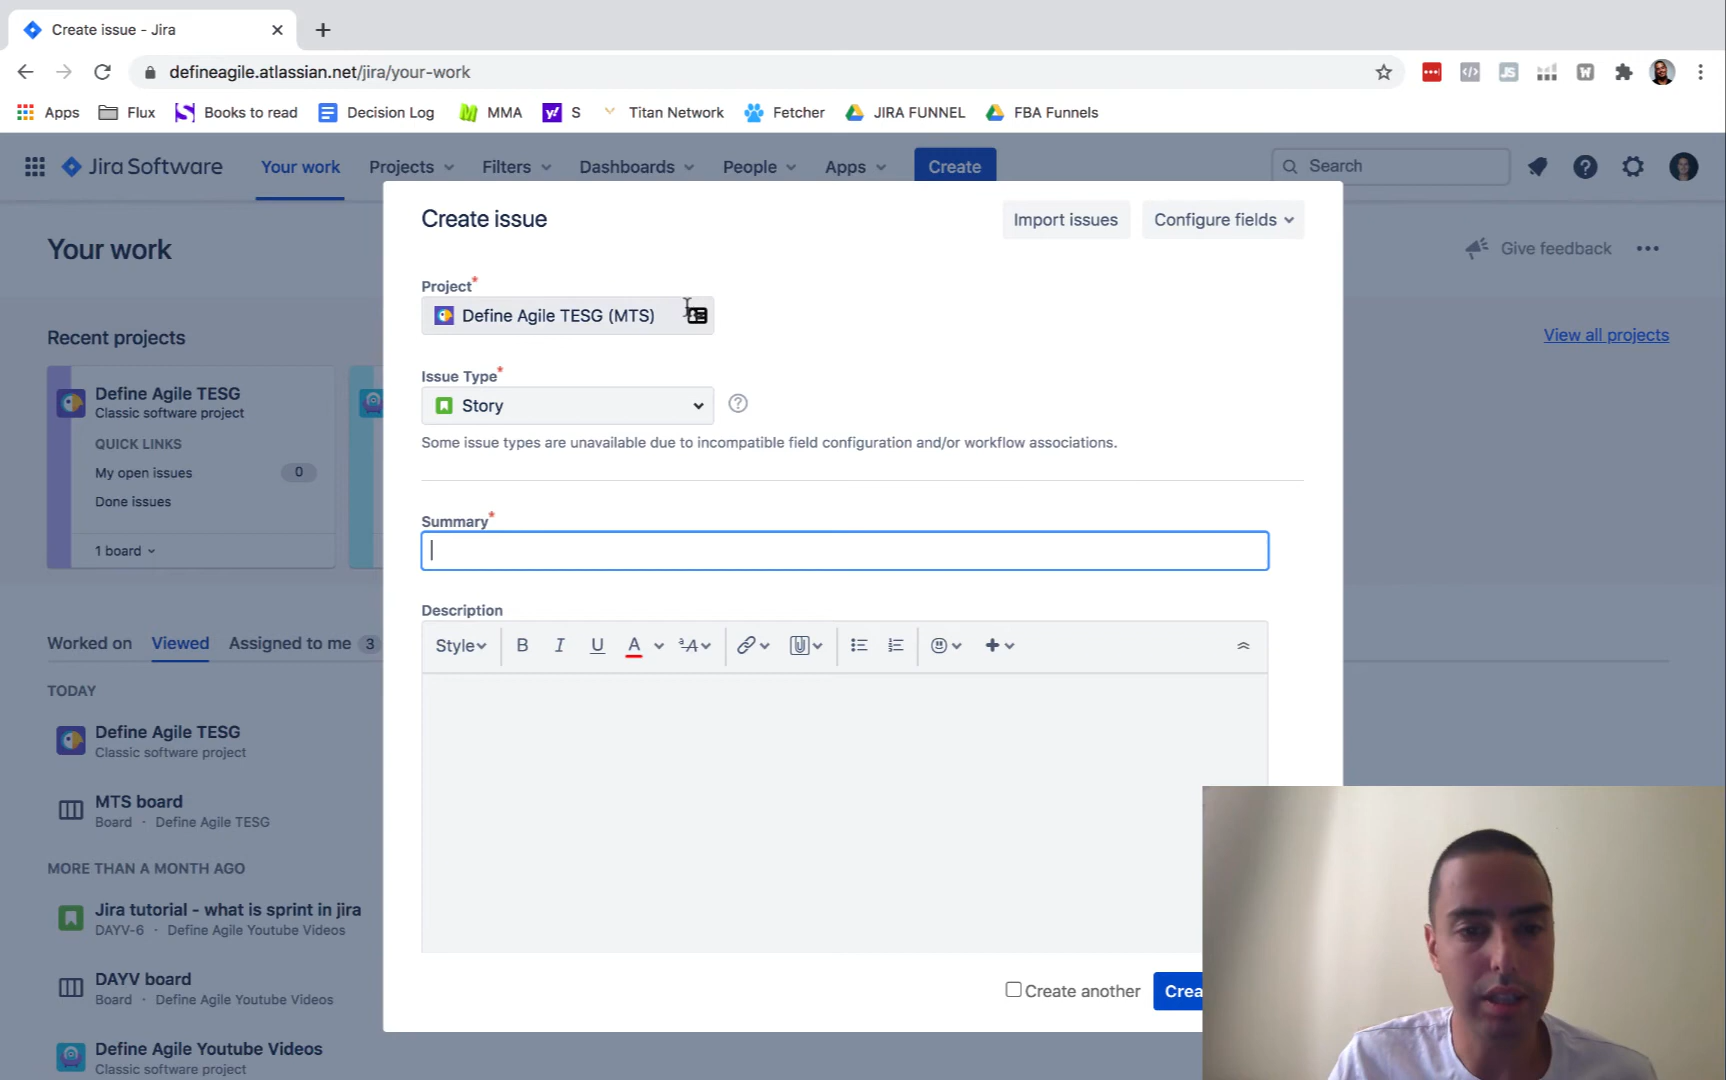 Create issue - Jira
defineagile.atlassian.net/jira/your-work
Apps Flux Books to read Decision Log MMA S Titan Network Fetcher JIRA FUNNEL FBA Funnels
Jira Software Your work Projects Filters Dashboards People Apps Create Search
Create issue
Import issues
Configure fields
Your work
Give feedback
Project*
Define Agile TESG (MTS)
Recent projects
View all projects
Define Agile TESG
Classic software project
QUICK LINKS
My open issues 0
Done issues
1 board
Issue Type*
Story
Some issue types are unavailable due to incompatible field configuration and/or workflow associations.
Summary*
Description
Style B I U A
Worked on Viewed Assigned to me 3
TODAY
Define Agile TESG
Classic software project
MTS board
Board · Define Agile TESG
MORE THAN A MONTH AGO
Jira tutorial - what is sprint in jira
DAYV-6 · Define Agile Youtube Videos
DAYV board
Board · Define Agile Youtube Videos
Define Agile Youtube Videos
Classic software project
Create another
Crea